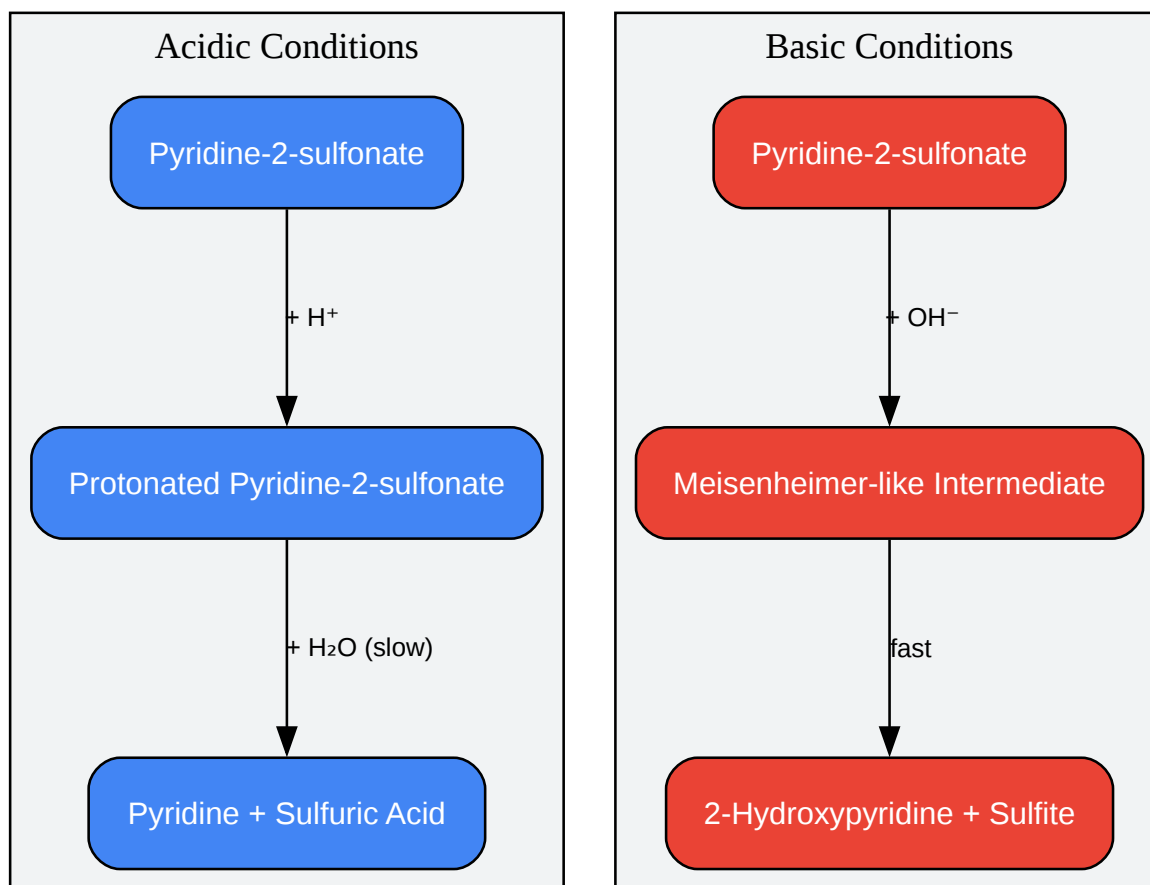 Acidic Conditions
Pyridine-2-sulfonate
+ H⁺
Protonated Pyridine-2-sulfonate
+ H₂O (slow)
Pyridine + Sulfuric Acid
Basic Conditions
Pyridine-2-sulfonate
+ OH⁻
Meisenheimer-like Intermediate
fast
2-Hydroxypyridine + Sulfite